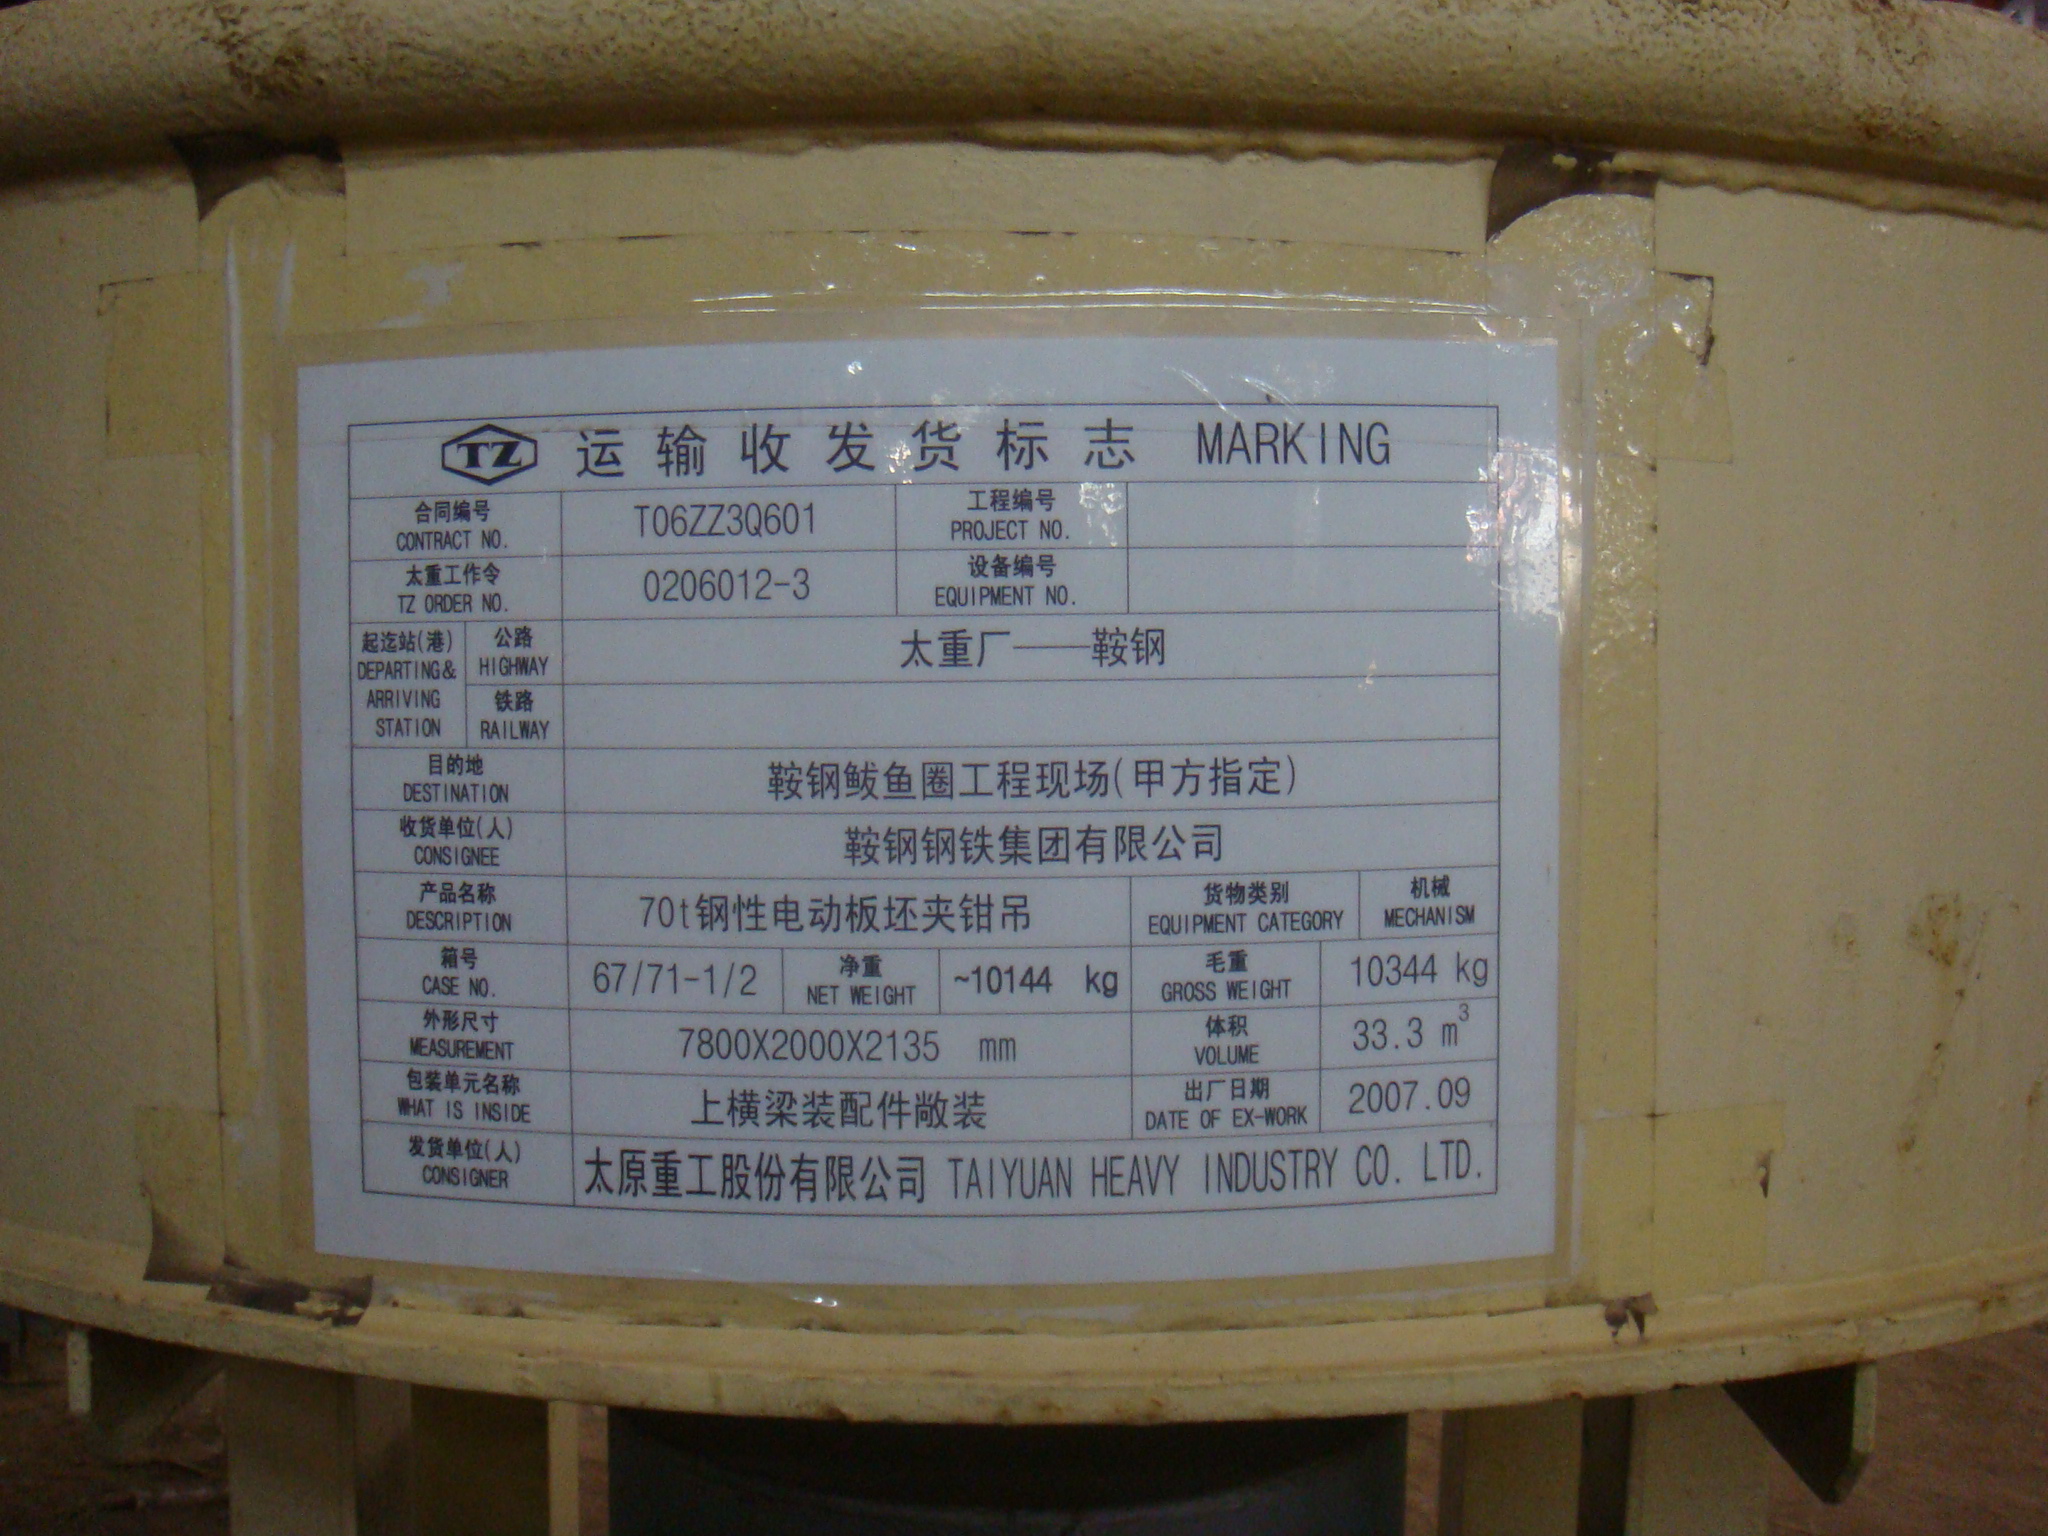 TZ 运输收发货标志 MARKING
合同编号
CONTRACT NO.
T06ZZ3Q601
工程编号
PROJECT NO.
太重工作令
TZ ORDER NO.
0206012-3
设备编号
EQUIPMENT NO.
起迄站(港)
DEPARTING&
ARRIVING
STATION
公路
HIGHWAY
太重厂——鞍钢
铁路
RAILWAY
目的地
DESTINATION
鞍钢鲅鱼圈工程现场(甲方指定)
收货单位(人)
CONSIGNEE
鞍钢钢铁集团有限公司
产品名称
DESCRIPTION
70t钢性电动板坯夹钳吊
货物类别
EQUIPMENT CATEGORY
机械
MECHANISM
箱号
CASE NO.
67/71-1/2
净重
NET WEIGHT
~10144 kg
毛重
GROSS WEIGHT
10344 kg
外形尺寸
MEASUREMENT
7800X2000X2135 mm
体积
VOLUME
33.3 m³
包装单元名称
WHAT IS INSIDE
上横梁装配件敞装
出厂日期
DATE OF EX-WORK
2007.09
发货单位(人)
CONSIGNER
太原重工股份有限公司 TAIYUAN HEAVY INDUSTRY CO. LTD.